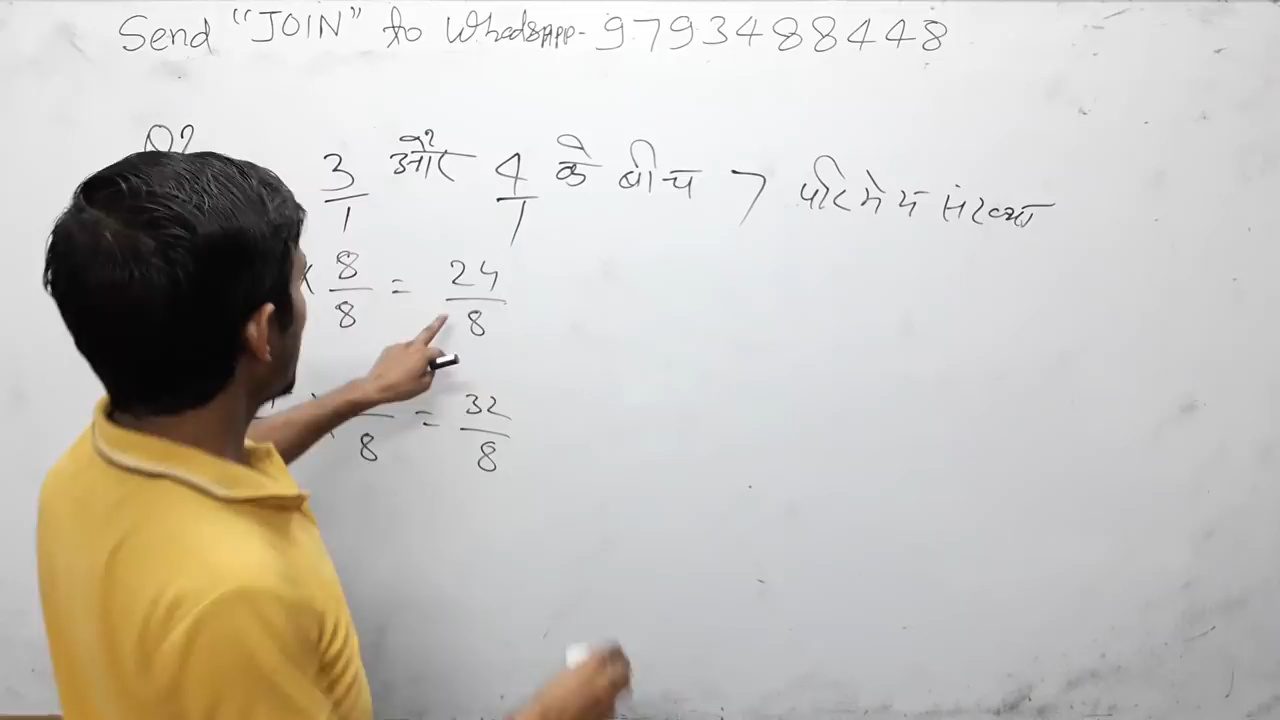 Send "JOIN" to WhatsApp - 9793488448
Q2
3/1 और 4/1 के बीच 7 परिमेय संख्या
× 8/8 = 24/8
× /8 = 32/8